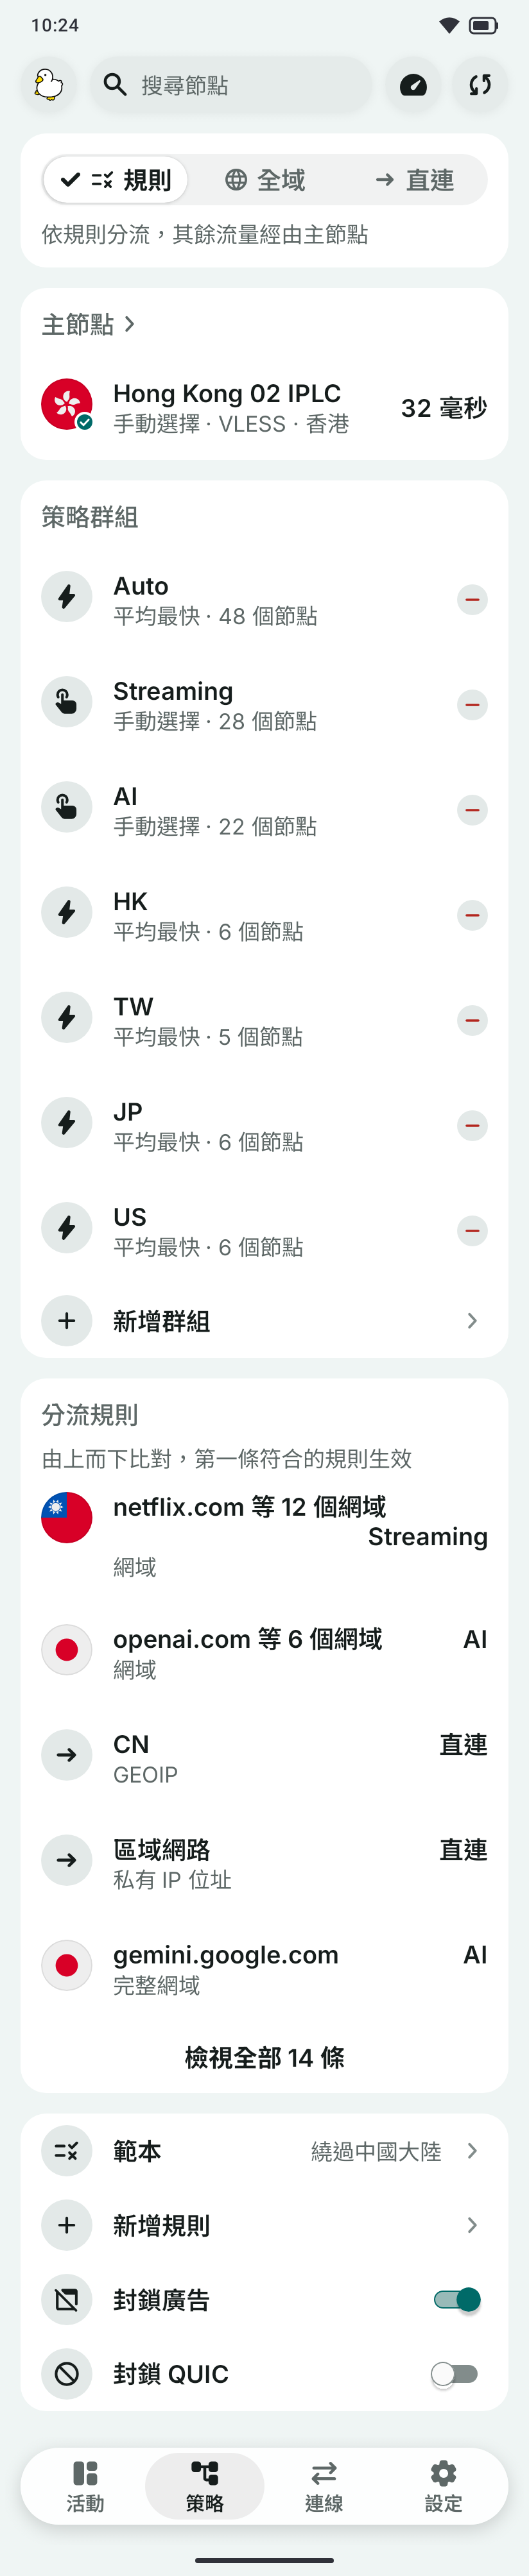 10:24
搜尋節點
規則
全域
直連
依規則分流，其餘流量經由主節點
主節點
Hong Kong 02 IPLC
手動選擇 · VLESS · 香港
32 毫秒
策略群組
Auto
平均最快 · 48 個節點
Streaming
手動選擇 · 28 個節點
AI
手動選擇 · 22 個節點
HK
平均最快 · 6 個節點
TW
平均最快 · 5 個節點
JP
平均最快 · 6 個節點
US
平均最快 · 6 個節點
新增群組
分流規則
由上而下比對，第一條符合的規則生效
netflix.com 等 12 個網域
Streaming
網域
openai.com 等 6 個網域
AI
網域
CN
直連
GEOIP
區域網路
直連
私有 IP 位址
gemini.google.com
AI
完整網域
檢視全部 14 條
範本
繞過中國大陸
新增規則
封鎖廣告
封鎖 QUIC
活動
策略
連線
設定